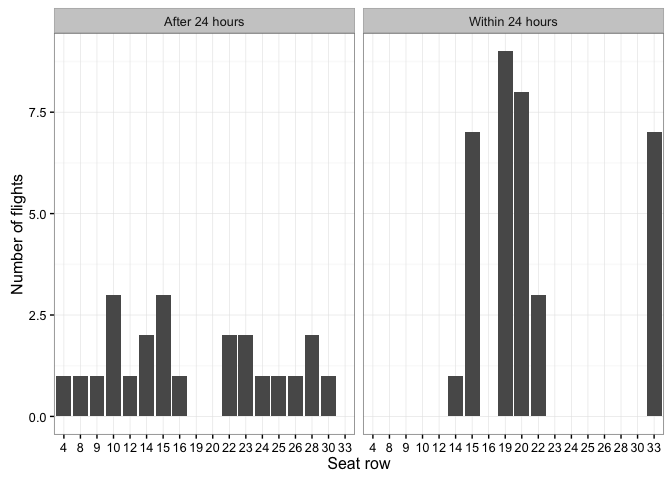 After 24 hours
Within 24 hours
Number of flights
7.5
5.0
2.5
0.0
4 8 9 10 12 14 15 16 19 20 22 23 24 25 26 28 30 33
4 8 9 10 12 14 15 16 19 20 22 23 24 25 26 28 30 33
Seat row